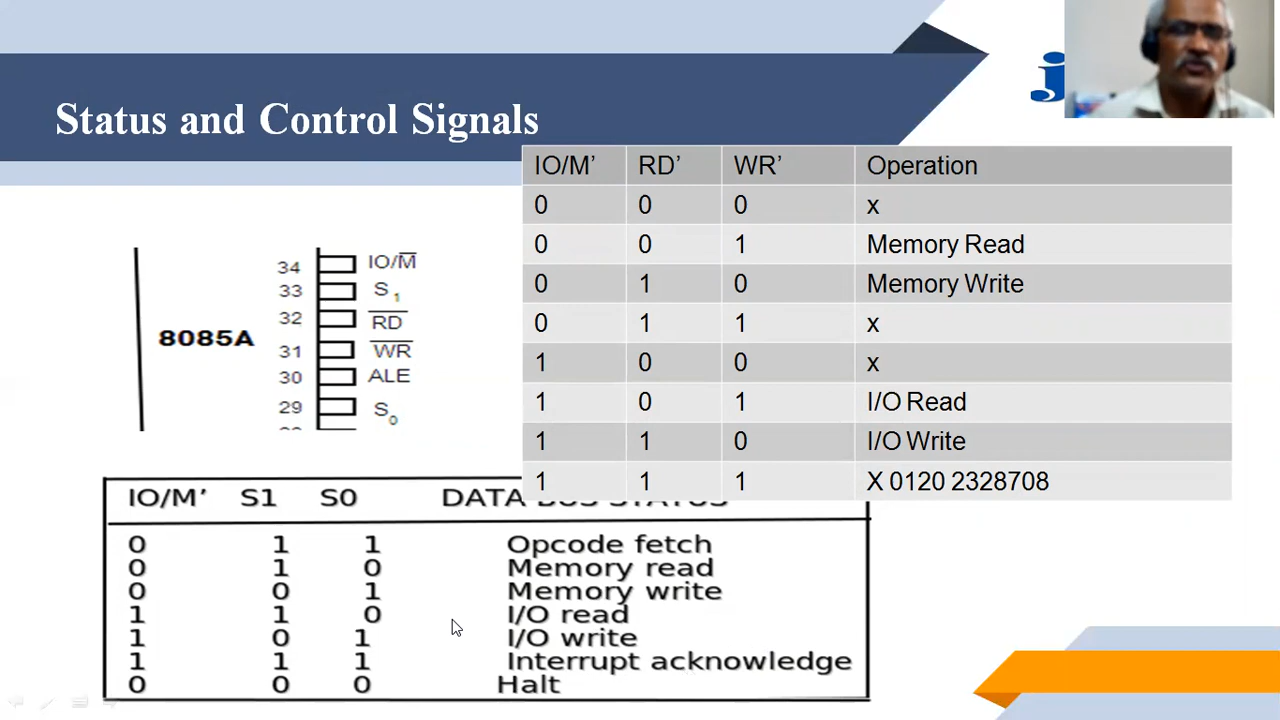 Status and Control Signals
j
IO/M’ RD’ WR’ Operation
0 0 0 x
0 0 1 Memory Read
0 1 0 Memory Write
0 1 1 x
1 0 0 x
1 0 1 I/O Read
1 1 0 I/O Write
1 1 1 X 0120 2328708
8085A
34 IO/M̅
33 S₁
32 R̅D̅
31 W̅R̅
30 ALE
29 S₀
IO/M’ S1 S0 DATA BUS STATUS
0 1 1 Opcode fetch
0 1 0 Memory read
0 0 1 Memory write
1 1 0 I/O read
1 0 1 I/O write
1 1 1 Interrupt acknowledge
0 0 0 Halt